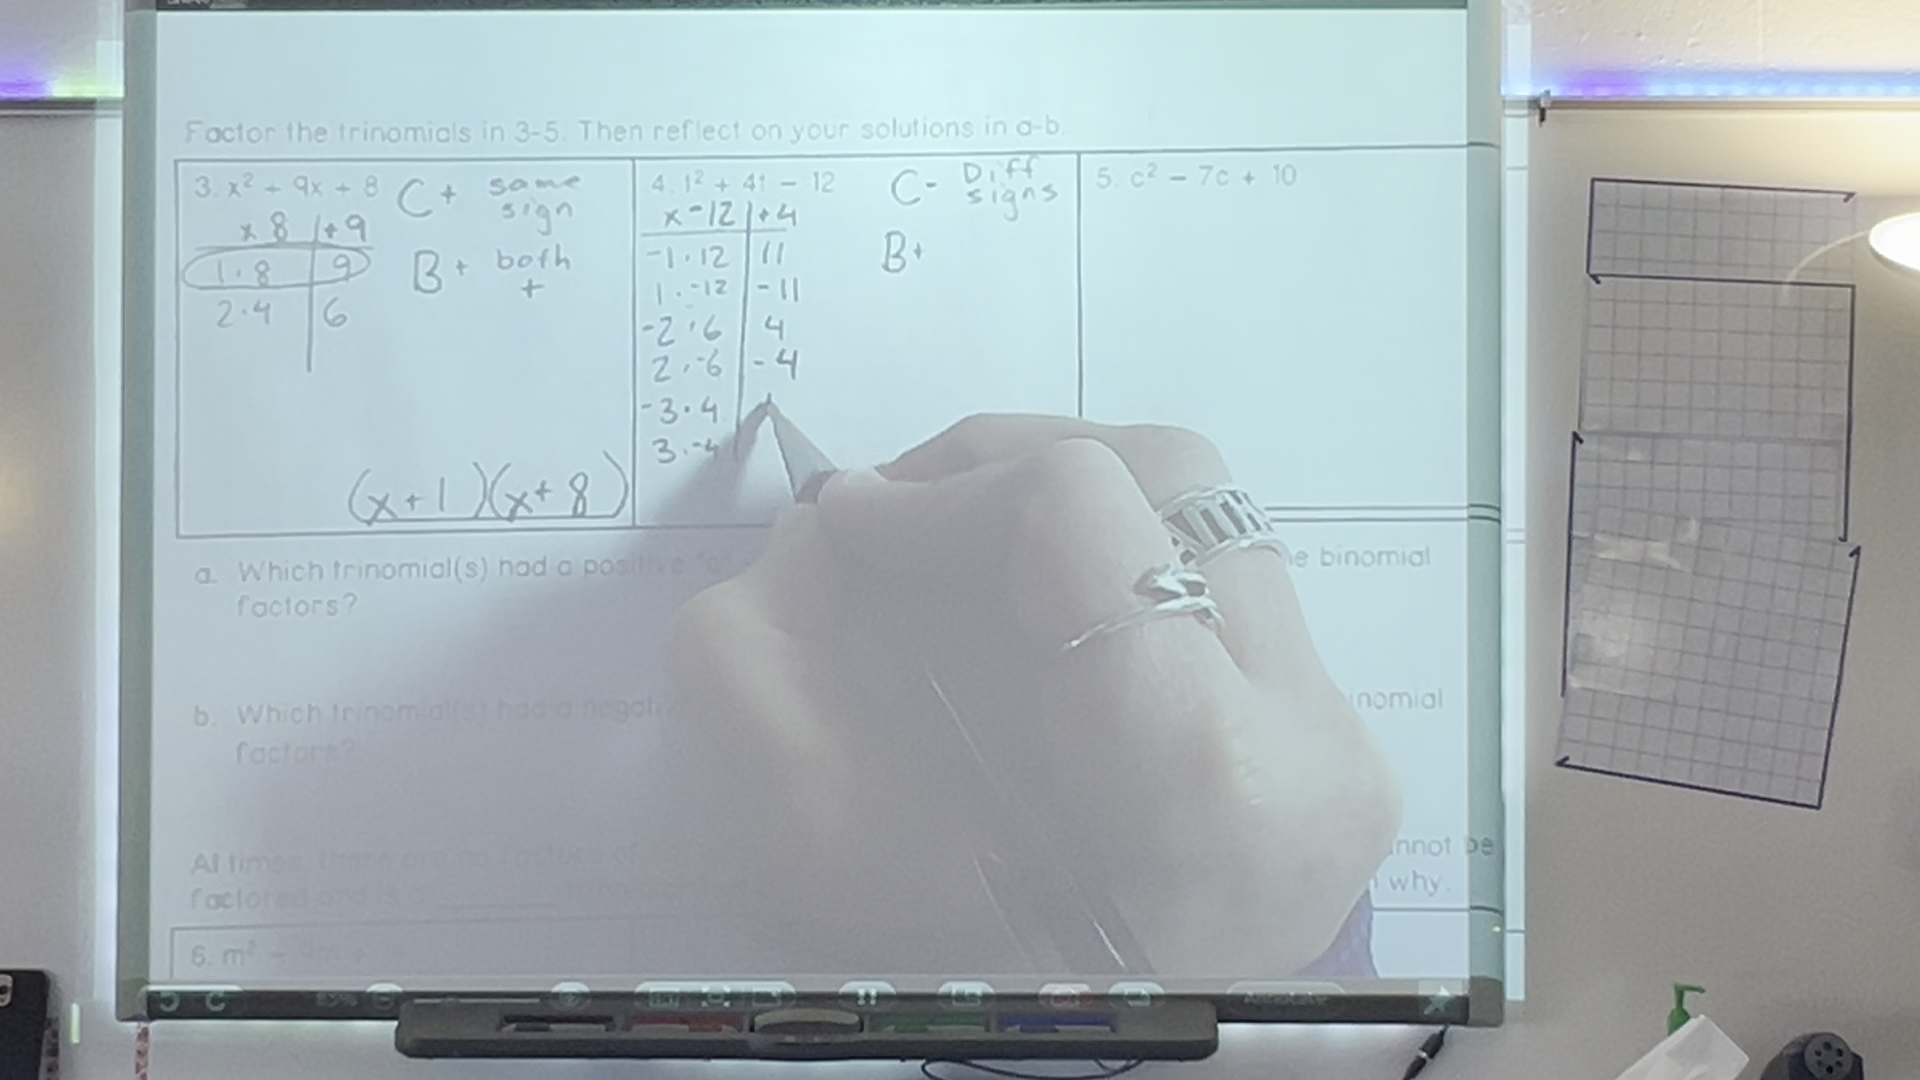 Factor the trinomials in 3-5. Then reflect on your solutions in a-b.
3. x² + 9x + 8
C+ same sign
x 8 | +9
1·8 | 9
2·4 | 6
B+ both +
(x+1)(x+8)
4. t² + 4t − 12
C- Diff signs
x -12 | +4
-1·12 | 11
1·-12 | -11
-2·6 | 4
2·-6 | -4
-3·4
3·-4
B+
5. c² − 7c + 10
a. Which trinomial(s) had a positive "c" binomial
factors?
b. Which trinomial(s) had a negati
factors?
At times, there are no factors of nnot be
factored and is a why.
6. m² −